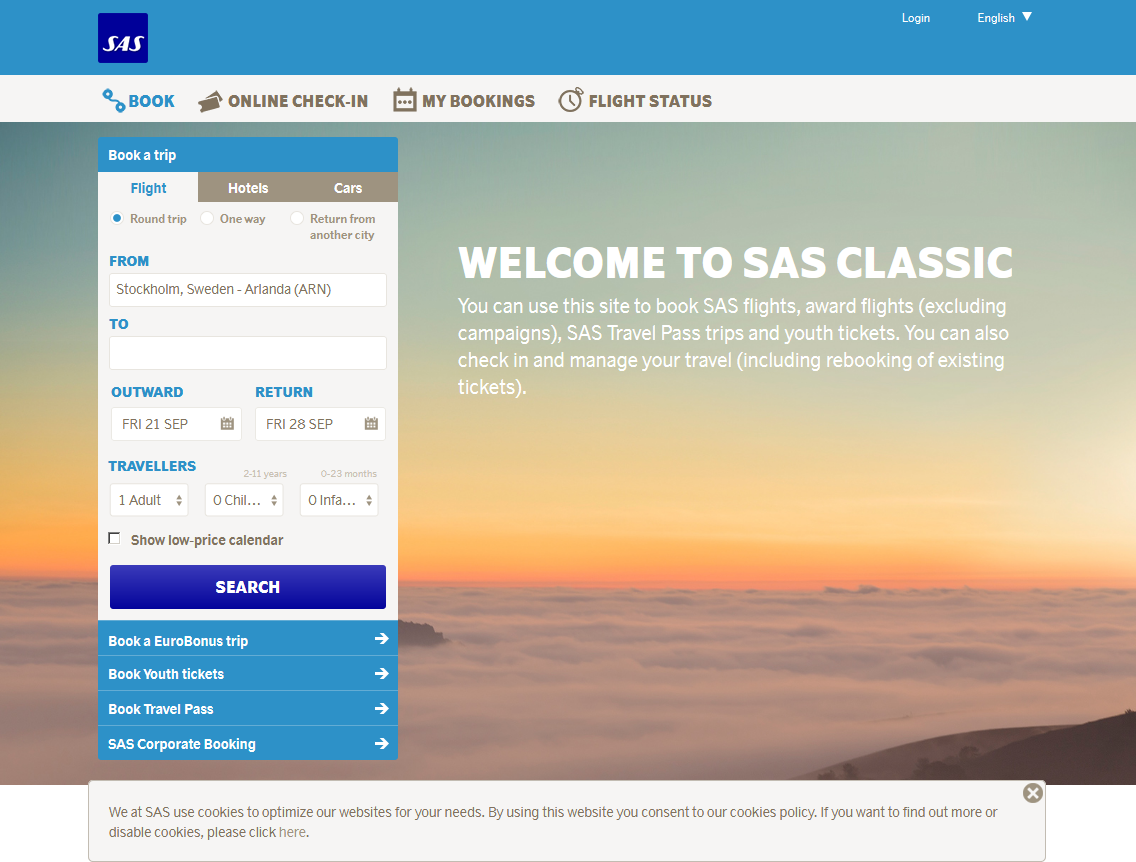 SAS
Login
English
BOOK
ONLINE CHECK-IN
MY BOOKINGS
FLIGHT STATUS
Book a trip
Flight
Hotels
Cars
Round trip
One way
Return from
another city
FROM
Stockholm, Sweden - Arlanda (ARN)
TO
OUTWARD
RETURN
FRI 21 SEP
FRI 28 SEP
TRAVELLERS
2-11 years
0-23 months
1 Adult
0 Chil...
0 Infa...
Show low-price calendar
SEARCH
Book a EuroBonus trip
Book Youth tickets
Book Travel Pass
SAS Corporate Booking
WELCOME TO SAS CLASSIC
You can use this site to book SAS flights, award flights (excluding
campaigns), SAS Travel Pass trips and youth tickets. You can also
check in and manage your travel (including rebooking of existing
tickets).
We at SAS use cookies to optimize our websites for your needs. By using this website you consent to our cookies policy. If you want to find out more or
disable cookies, please click here.